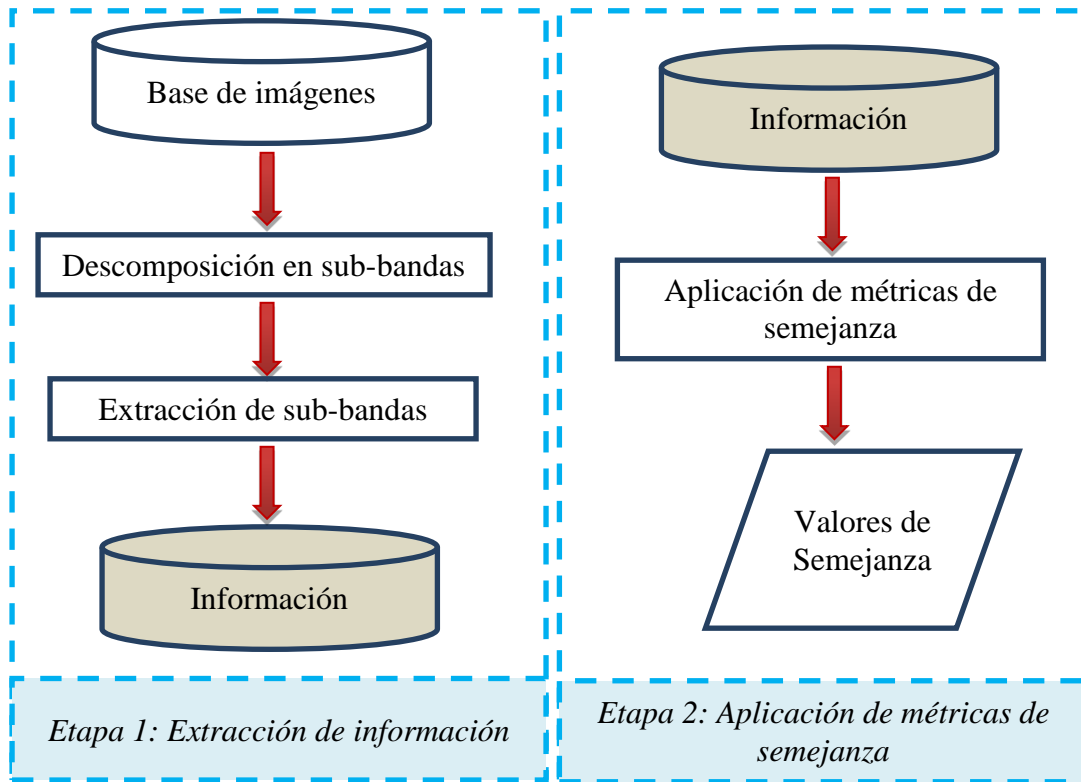 Base de imágenes
Descomposición en sub-bandas
Extracción de sub-bandas
Información
Etapa 1: Extracción de información
Información
Aplicación de métricas de
semejanza
Valores de
Semejanza
Etapa 2: Aplicación de métricas de
semejanza